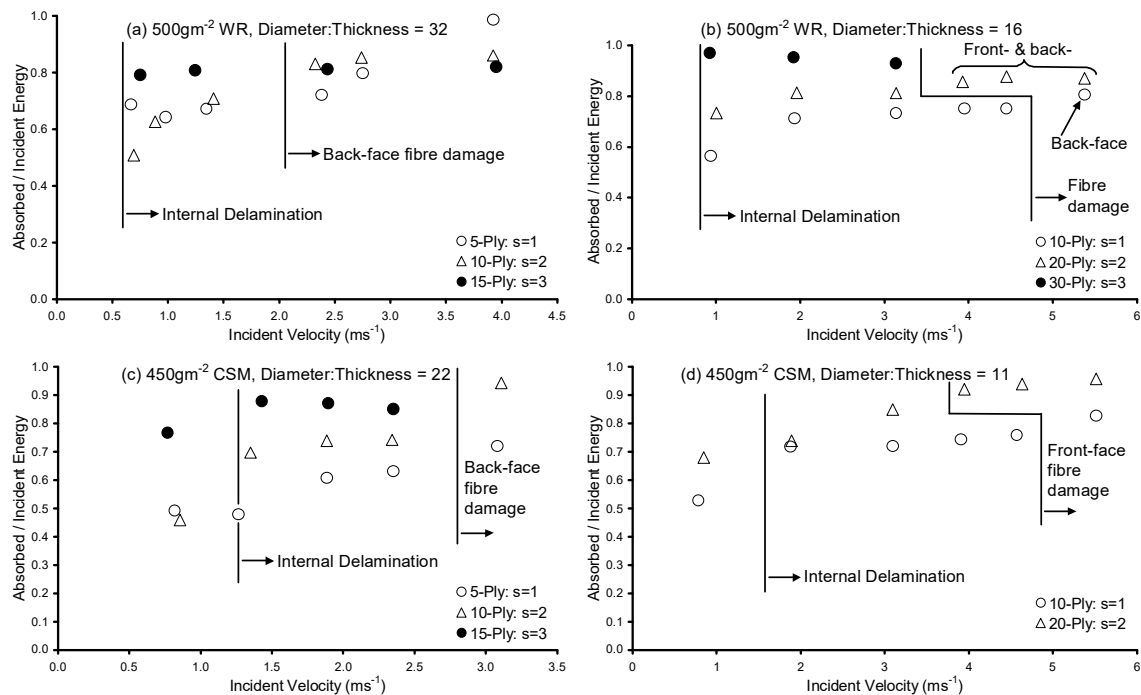 (a) 500gm-2 WR, Diameter:Thickness = 32
1.0
0.8
0.6
0.4
0.2
0.0
Absorbed / Incident Energy
Back-face fibre damage
Internal Delamination
5-Ply: s=1
10-Ply: s=2
15-Ply: s=3
0.0 0.5 1.0 1.5 2.0 2.5 3.0 3.5 4.0 4.5
Incident Velocity (ms-1)
(b) 500gm-2 WR, Diameter:Thickness = 16
1.0
0.8
0.6
0.4
0.2
0.0
Absorbed / Incident Energy
Front- & back-
Back-face
Fibre
damage
Internal Delamination
10-Ply: s=1
20-Ply: s=2
30-Ply: s=3
0 1 2 3 4 5 6
Incident Velocity (ms-1)
(c) 450gm-2 CSM, Diameter:Thickness = 22
1.0
0.9
0.8
0.7
0.6
0.5
0.4
0.3
0.2
0.1
0.0
Absorbed / Incident Energy
Back-face
fibre
damage
Internal Delamination
5-Ply: s=1
10-Ply: s=2
15-Ply: s=3
0.0 0.5 1.0 1.5 2.0 2.5 3.0 3.5
Incident Velocity (ms-1)
(d) 450gm-2 CSM, Diameter:Thickness = 11
1.0
0.9
0.8
0.7
0.6
0.5
0.4
0.3
0.2
0.1
0.0
Absorbed / Incident Energy
Front-face
fibre
damage
Internal Delamination
10-Ply: s=1
20-Ply: s=2
0 1 2 3 4 5 6
Incident Velocity (ms-1)